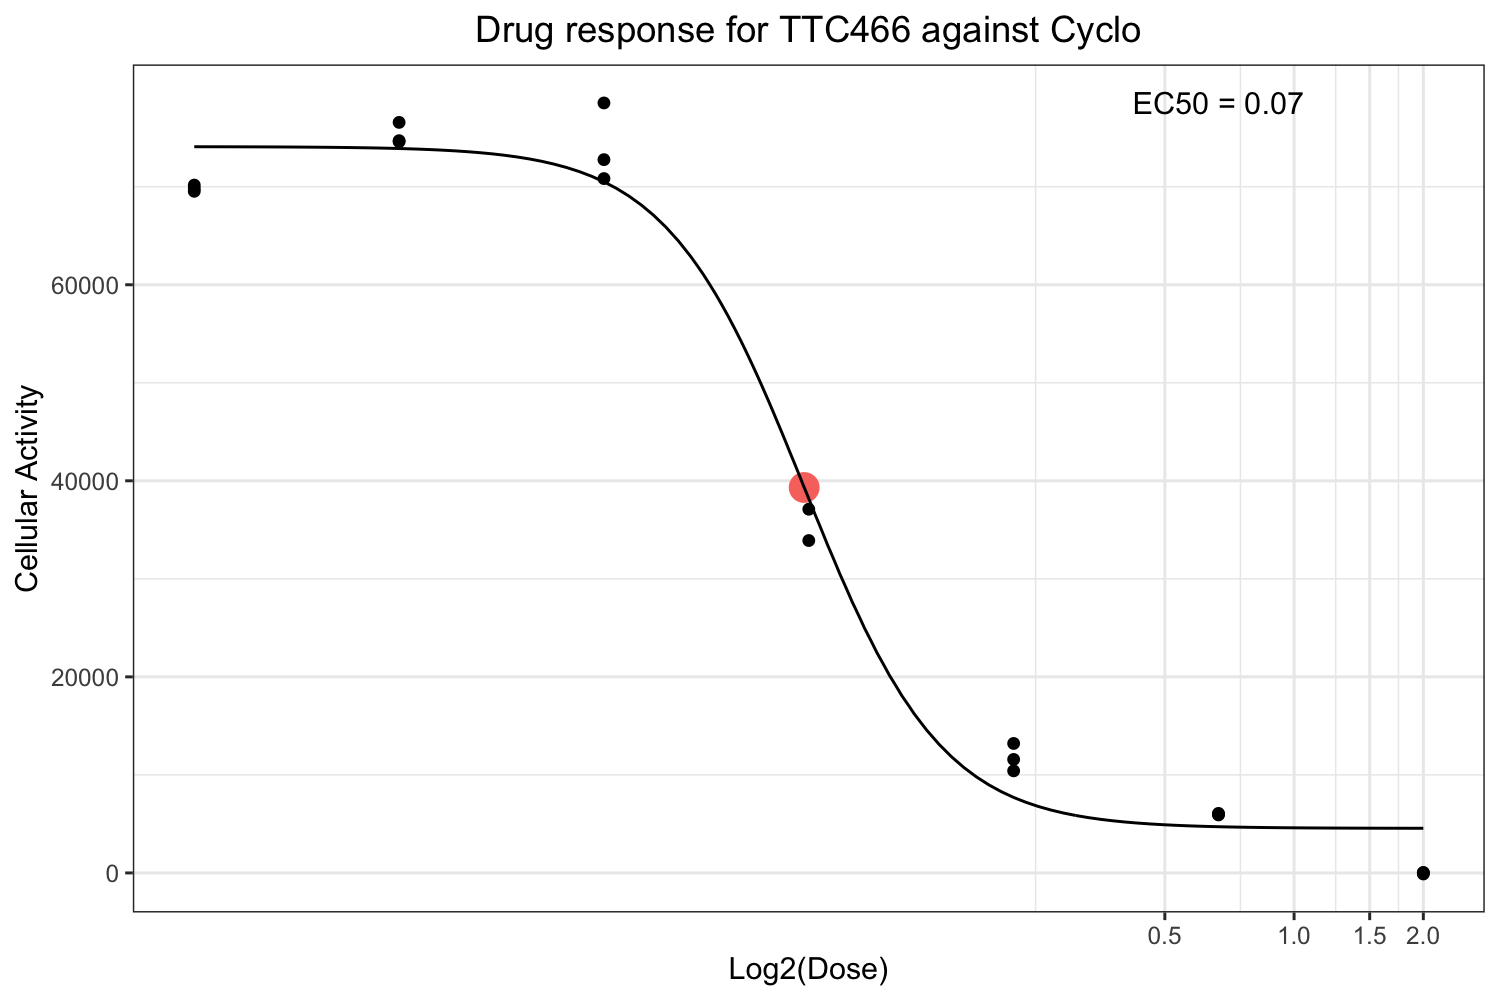 Drug response for TTC466 against Cyclo
EC50 = 0.07
60000
40000
20000
0
Cellular Activity
0.5 1.0 1.5 2.0
Log2(Dose)